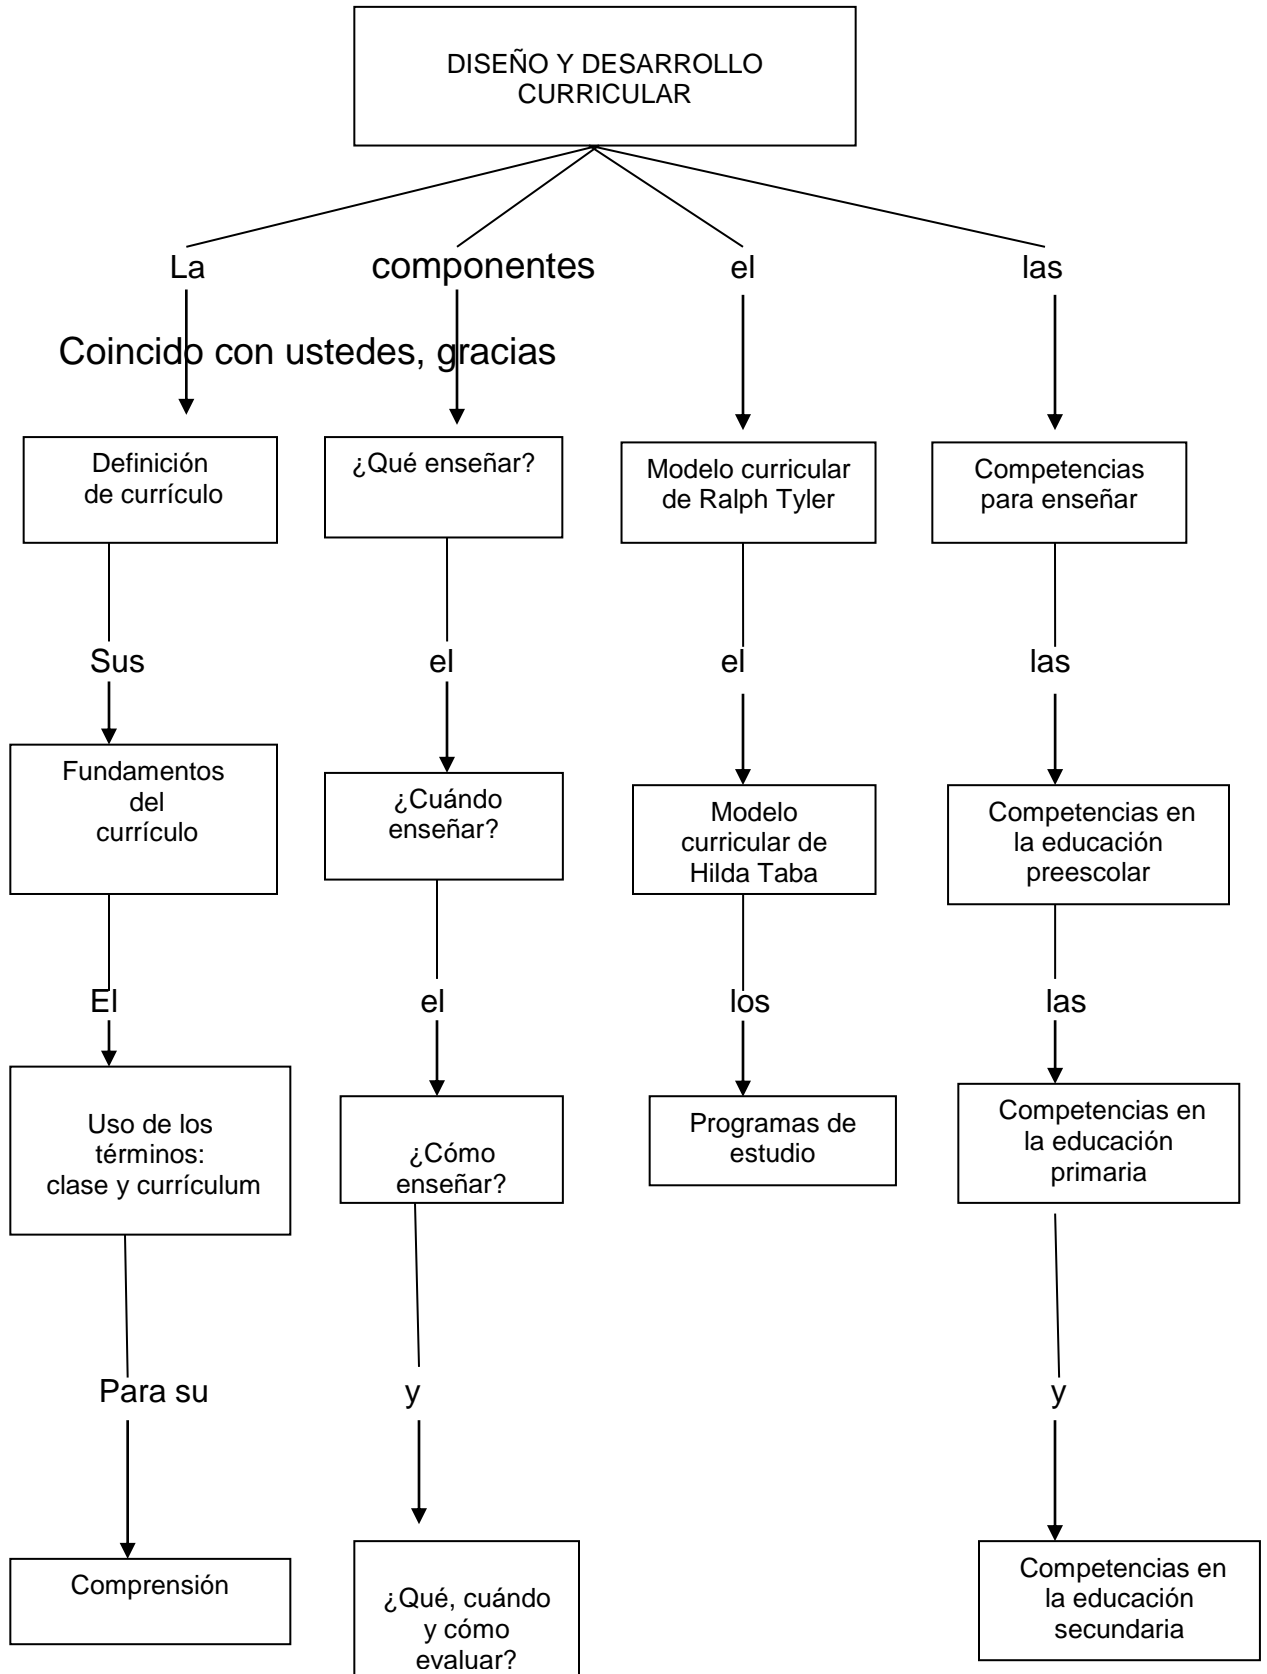 DISEÑO Y DESARROLLO
CURRICULAR
La
componentes
el
las
Coincido con ustedes, gracias
Definición
de currículo
¿Qué enseñar?
Modelo curricular
de Ralph Tyler
Competencias
para enseñar
Sus
el
el
las
Fundamentos
del
currículo
¿Cuándo
enseñar?
Modelo
curricular de
Hilda Taba
Competencias en
la educación
preescolar
El
el
los
las
Uso de los
términos:
clase y currículum
¿Cómo
enseñar?
Programas de
estudio
Competencias en
la educación
primaria
Para su
y
y
Comprensión
¿Qué, cuándo
y cómo
evaluar?
Competencias en
la educación
secundaria